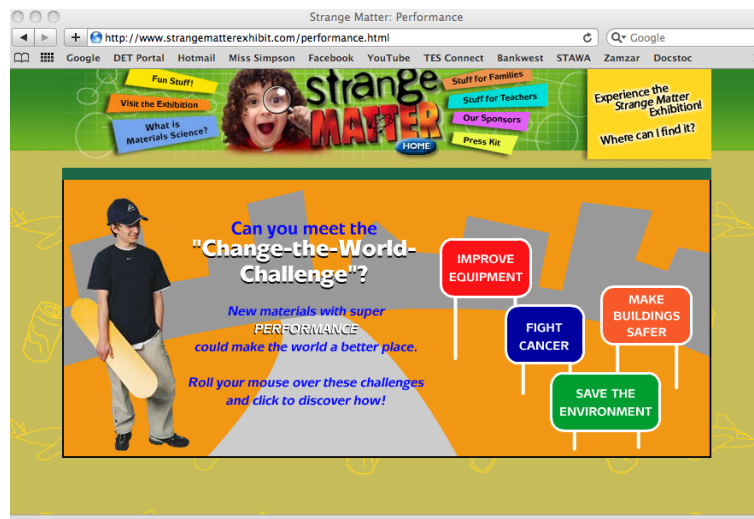 Strange Matter: Performance
http://www.strangematterexhibit.com/performance.html
Google
Google DET Portal Hotmail Miss Simpson Facebook YouTube TES Connect Bankwest STAWA Zamzar Docstoc
Fun Stuff!
Visit the Exhibition
What is
Materials Science?
strange
MATTER
HOME
Stuff for Families
Stuff for Teachers
Our Sponsors
Press Kit
Experience the
Strange Matter
Exhibition!
Where can I find it?
Can you meet the
"Change-the-World-
Challenge"?
New materials with super
PERFORMANCE
could make the world a better place.
Roll your mouse over these challenges
and click to discover how!
IMPROVE
EQUIPMENT
FIGHT
CANCER
MAKE
BUILDINGS
SAFER
SAVE THE
ENVIRONMENT